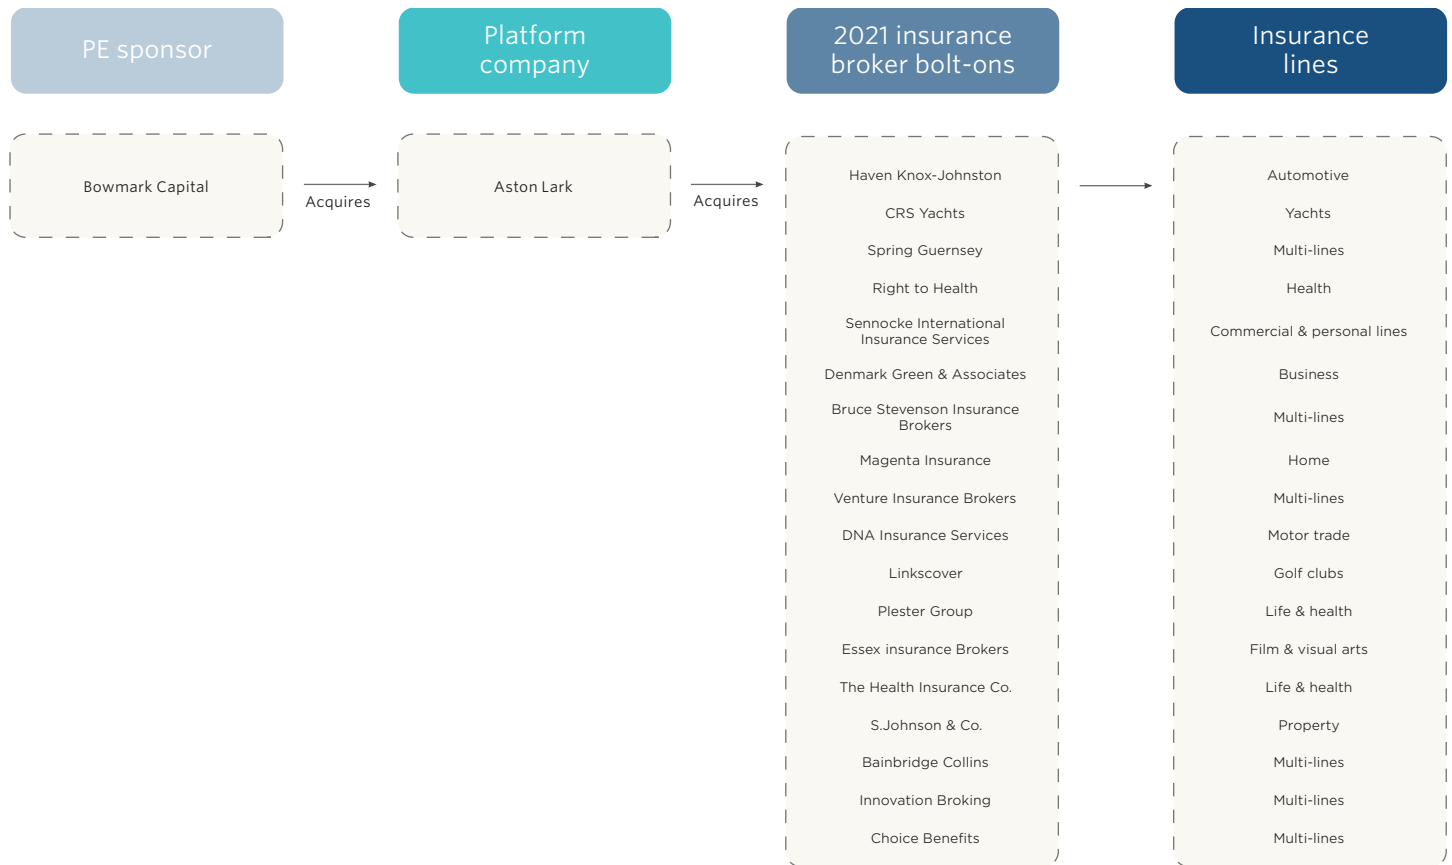 PE sponsor
Platform
company
2021 insurance
broker bolt-ons
Insurance
lines
Bowmark Capital
Acquires
Aston Lark
Acquires
Haven Knox-Johnston
CRS Yachts
Spring Guernsey
Right to Health
Sennocke International
Insurance Services
Denmark Green & Associates
Bruce Stevenson Insurance
Brokers
Magenta Insurance
Venture Insurance Brokers
DNA Insurance Services
Linkscover
Plester Group
Essex insurance Brokers
The Health Insurance Co.
S.Johnson & Co.
Bainbridge Collins
Innovation Broking
Choice Benefits
Automotive
Yachts
Multi-lines
Health
Commercial & personal lines
Business
Multi-lines
Home
Multi-lines
Motor trade
Golf clubs
Life & health
Film & visual arts
Life & health
Property
Multi-lines
Multi-lines
Multi-lines